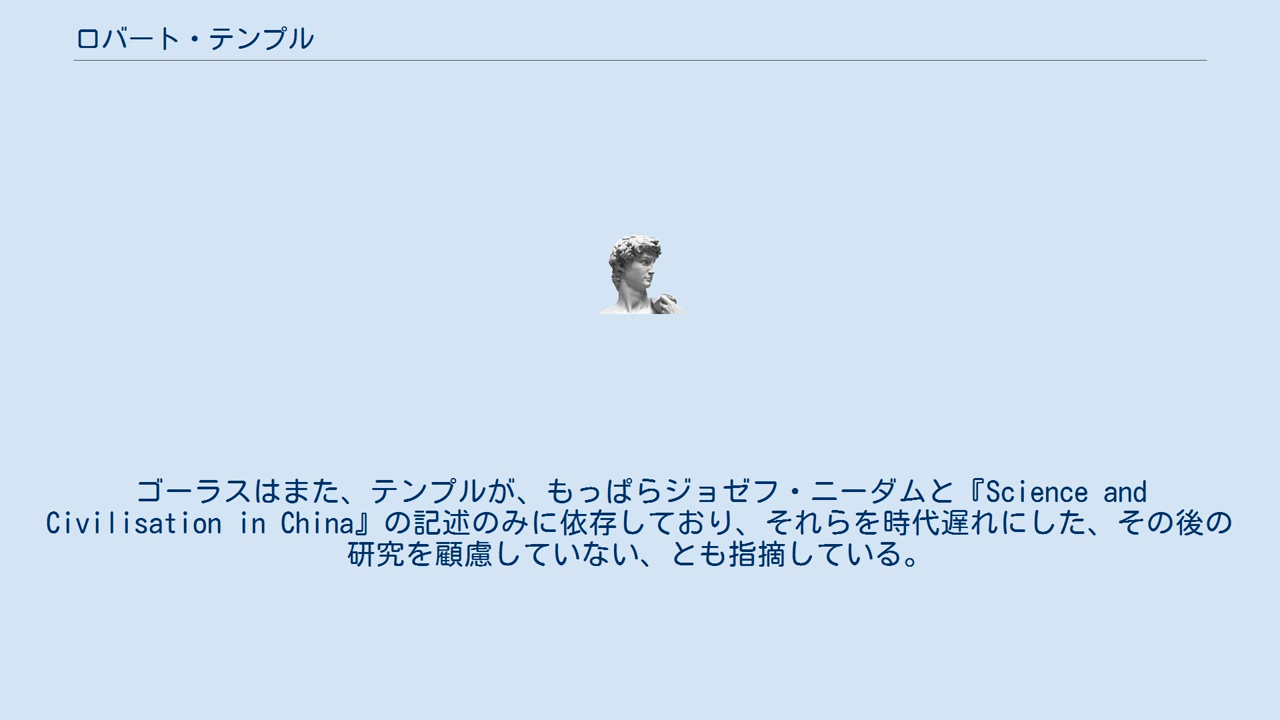 ロバート・テンプル
ゴーラスはまた、テンプルが、もっぱらジョゼフ・ニーダムと『Science and
Civilisation in China』の記述のみに依存しており、それらを時代遅れにした、その後の
研究を顧慮していない、とも指摘している。